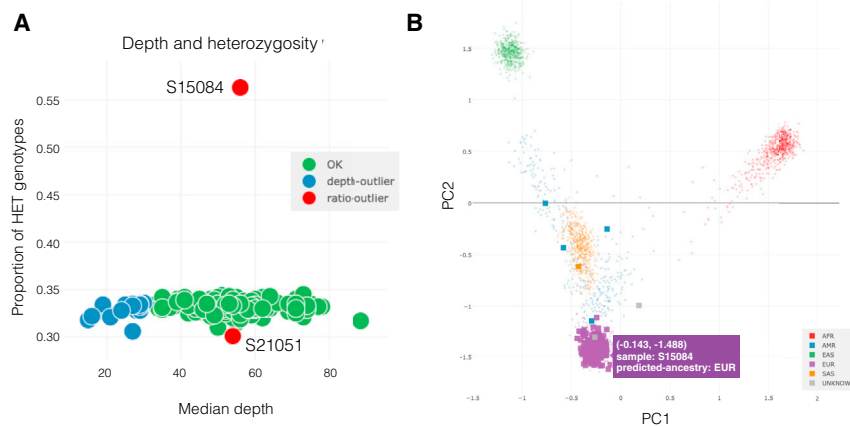 A
Depth and heterozygosity
Proportion of HET genotypes
0.55
0.50
0.45
0.40
0.35
0.30
S15084
OK
depth-outlier
ratio-outlier
S21051
20 40 60 80
Median depth
B
PC2
1.5
1
0.5
0
−0.5
−1
−1.5
(-0.143, -1.488)
sample: S15084
predicted-ancestry: EUR
AFR
AMR
EAS
EUR
SAS
UNKNOW
−1.5 −1 −0.5 0 0.5 1 1.5 2
PC1